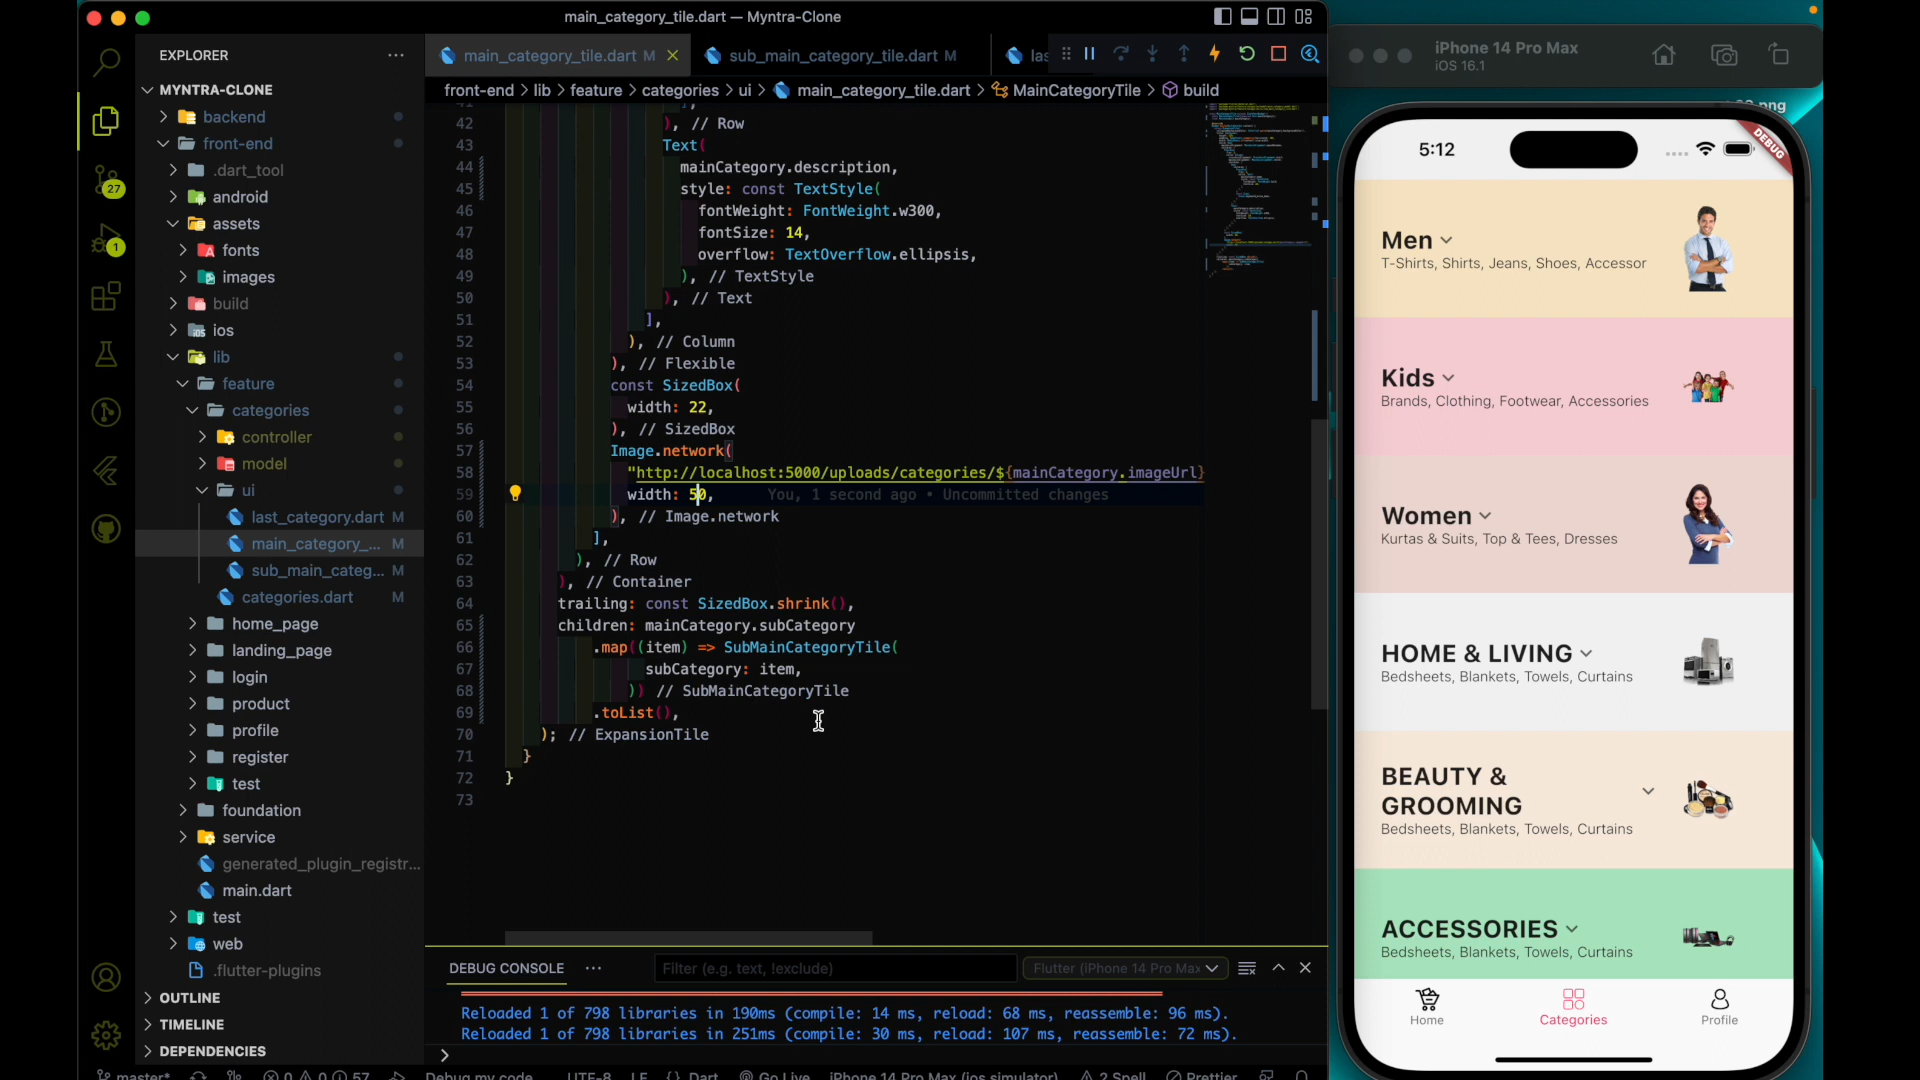 main_category_tile.dart — Myntra-Clone
EXPLORER
MYNTRA-CLONE
backend
front-end
.dart_tool
android
assets
fonts
images
build
ios
lib
feature
categories
controller
model
ui
last_category.dart M
main_category_... M
sub_main_categ... M
categories.dart M
home_page
landing_page
login
product
profile
register
test
foundation
service
generated_plugin_registr...
main.dart
test
web
.flutter-plugins
OUTLINE
TIMELINE
DEPENDENCIES
27
1
main_category_tile.dart M
sub_main_category_tile.dart M
las
front-end > lib > feature > categories > ui > main_category_tile.dart > MainCategoryTile > build
42 ), // Row
43 Text(
44 mainCategory.description,
45 style: const TextStyle(
46 fontWeight: FontWeight.w300,
47 fontSize: 14,
48 overflow: TextOverflow.ellipsis,
49 ), // TextStyle
50 ), // Text
51 ],
52 ), // Column
53 ), // Flexible
54 const SizedBox(
55 width: 22,
56 ), // SizedBox
57 Image.network(
58 "http://localhost:5000/uploads/categories/${mainCategory.imageUrl}
59 width: 50, You, 1 second ago • Uncommitted changes
60 ), // Image.network
61 ],
62 ), // Row
63 ), // Container
64 trailing: const SizedBox.shrink(),
65 children: mainCategory.subCategory
66 .map((item) => SubMainCategoryTile(
67 subCategory: item,
68 )) // SubMainCategoryTile
69 .toList(),
70 ); // ExpansionTile
71 }
72 }
73
DEBUG CONSOLE
Filter (e.g. text, !exclude)
Flutter (iPhone 14 Pro Max
Reloaded 1 of 798 libraries in 190ms (compile: 14 ms, reload: 68 ms, reassemble: 96 ms).
Reloaded 1 of 798 libraries in 251ms (compile: 30 ms, reload: 107 ms, reassemble: 72 ms).
master* 0 0 57 Debug my code UTF-8 LF {} Dart Go Live iPhone 14 Pro Max (ios simulator) 2 Spell Prettier
iPhone 14 Pro Max
iOS 16.1
.png
5:12
DEBUG
Men
T-Shirts, Shirts, Jeans, Shoes, Accessor
Kids
Brands, Clothing, Footwear, Accessories
Women
Kurtas & Suits, Top & Tees, Dresses
HOME & LIVING
Bedsheets, Blankets, Towels, Curtains
BEAUTY &
GROOMING
Bedsheets, Blankets, Towels, Curtains
ACCESSORIES
Bedsheets, Blankets, Towels, Curtains
Home
Categories
Profile